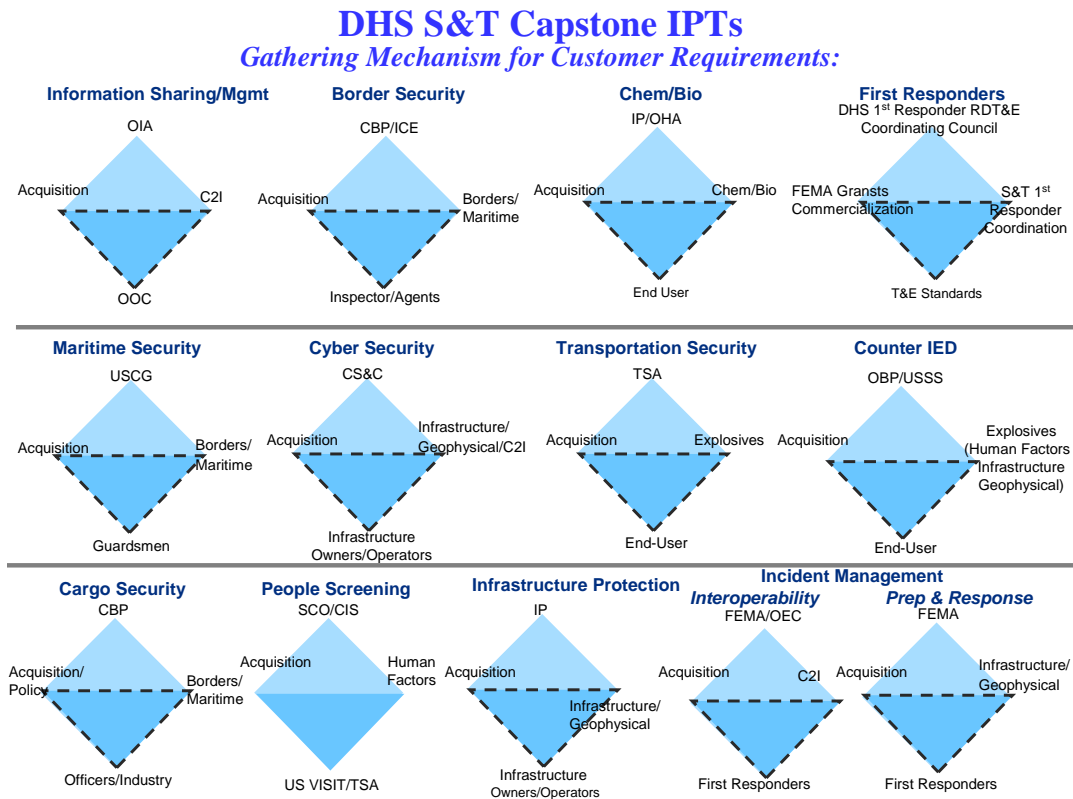 DHS S&T Capstone IPTs
Gathering Mechanism for Customer Requirements:
Information Sharing/Mgmt
OIA
Acquisition
C2I
OOC
Border Security
CBP/ICE
Acquisition
Borders/
Maritime
Inspector/Agents
Chem/Bio
IP/OHA
Acquisition
Chem/Bio
End User
First Responders
DHS 1st Responder RDT&E
Coordinating Council
FEMA Gransts
Commercialization
S&T 1st
Responder
Coordination
T&E Standards
Maritime Security
USCG
Acquisition
Borders/
Maritime
Guardsmen
Cyber Security
CS&C
Acquisition
Infrastructure/
Geophysical/C2I
Infrastructure
Owners/Operators
Transportation Security
TSA
Acquisition
Explosives
End-User
Counter IED
OBP/USSS
Acquisition
Explosives
(Human Factors
Infrastructure
Geophysical)
End-User
Cargo Security
CBP
Acquisition/
Policy
Borders/
Maritime
Officers/Industry
People Screening
SCO/CIS
Acquisition
Human
Factors
US VISIT/TSA
Infrastructure Protection
IP
Acquisition
Infrastructure/
Geophysical
Infrastructure
Owners/Operators
Incident Management
Interoperability
FEMA/OEC
Acquisition
C2I
First Responders
Prep & Response
FEMA
Acquisition
Infrastructure/
Geophysical
First Responders